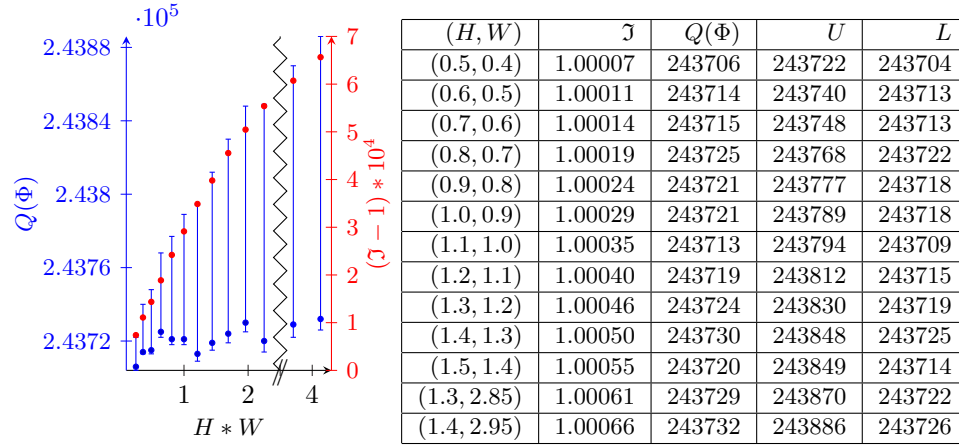 ·10⁵
2.4388
2.4384
2.438
2.4376
2.4372
Q(Φ)
7
6
5
4
3
2
1
0
(ℑ − 1) * 10⁴
1 2 4
H * W
(H, W) ℑ Q(Φ) U L
(0.5, 0.4) 1.00007 243706 243722 243704
(0.6, 0.5) 1.00011 243714 243740 243713
(0.7, 0.6) 1.00014 243715 243748 243713
(0.8, 0.7) 1.00019 243725 243768 243722
(0.9, 0.8) 1.00024 243721 243777 243718
(1.0, 0.9) 1.00029 243721 243789 243718
(1.1, 1.0) 1.00035 243713 243794 243709
(1.2, 1.1) 1.00040 243719 243812 243715
(1.3, 1.2) 1.00046 243724 243830 243719
(1.4, 1.3) 1.00050 243730 243848 243725
(1.5, 1.4) 1.00055 243720 243849 243714
(1.3, 2.85) 1.00061 243729 243870 243722
(1.4, 2.95) 1.00066 243732 243886 243726